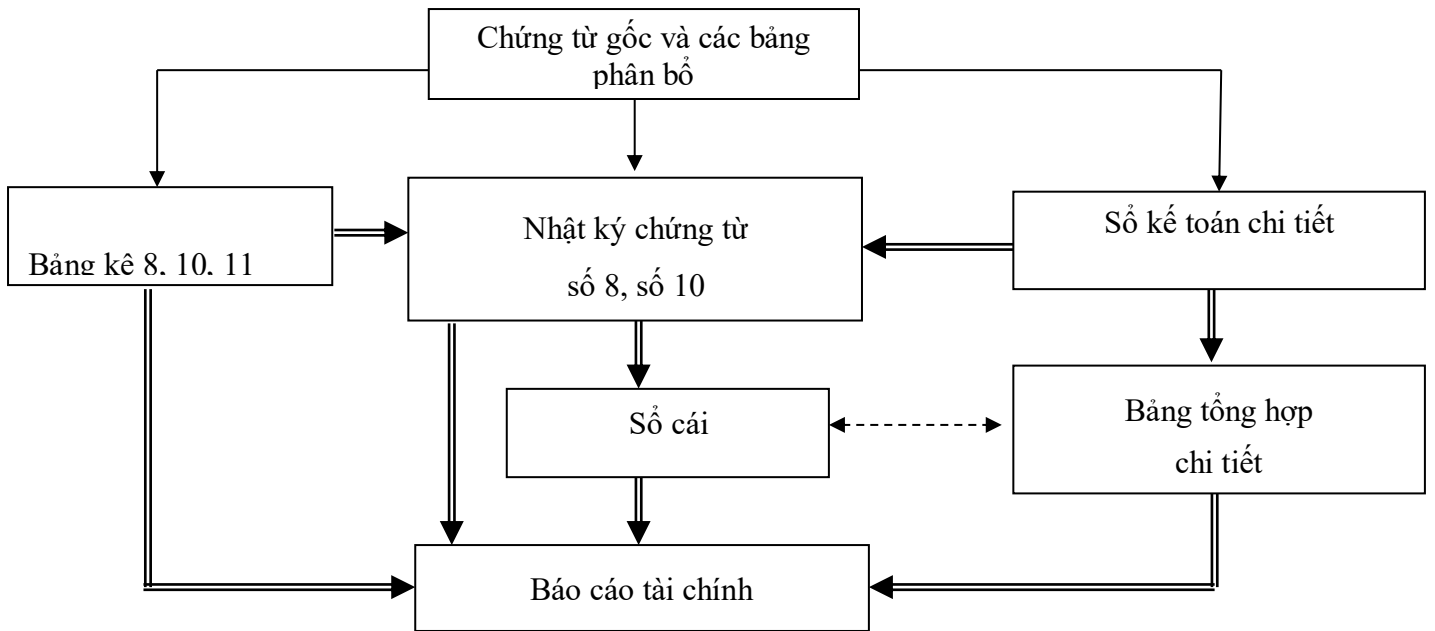 Chứng từ gốc và các bảng
phân bổ
Bảng kê 8, 10, 11
Nhật ký chứng từ
số 8, số 10
Sổ kế toán chi tiết
Sổ cái
Bảng tổng hợp
chi tiết
Báo cáo tài chính